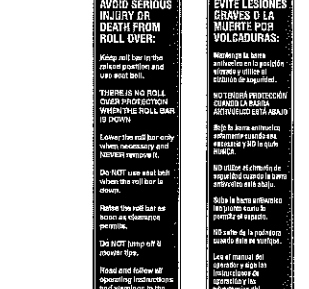 AVOID SERIOUS
INJURY OR
DEATH FROM
ROLL OVER:
Keep roll bar in the
raised position and
use seat belt.
THERE IS NO ROLL
OVER PROTECTION
WHEN THE ROLL BAR
IS DOWN
Lower the roll bar only
when necessary and
NEVER remove it.
Do NOT use seat belt
when the roll bar is
down.
Raise the roll bar as
soon as clearance
permits.
Do NOT jump off if
mower tips.
Read and follow all
operating instructions
and warnings in the
EVITE LESIONES
GRAVES O LA
MUERTE POR
VOLCADURAS:
Mantenga la barra
antivuelco en la posición
elevada y utilice el
cinturón de seguridad.
NO TENDRÁ PROTECCIÓN
CUANDO LA BARRA
ANTIVUELCO ESTÁ ABAJO
Baje la barra antivuelco
solamente cuando sea
necesario y NO la quite
NUNCA.
NO utilice el cinturón de
seguridad cuando la barra
antivuelco esté abajo.
Suba la barra antivuelco
tan pronto como lo
permita el espacio.
NO salte de la podadora
cuando ésta se vuelque.
Lea el manual del
operador y siga las
instrucciones de
operación y las